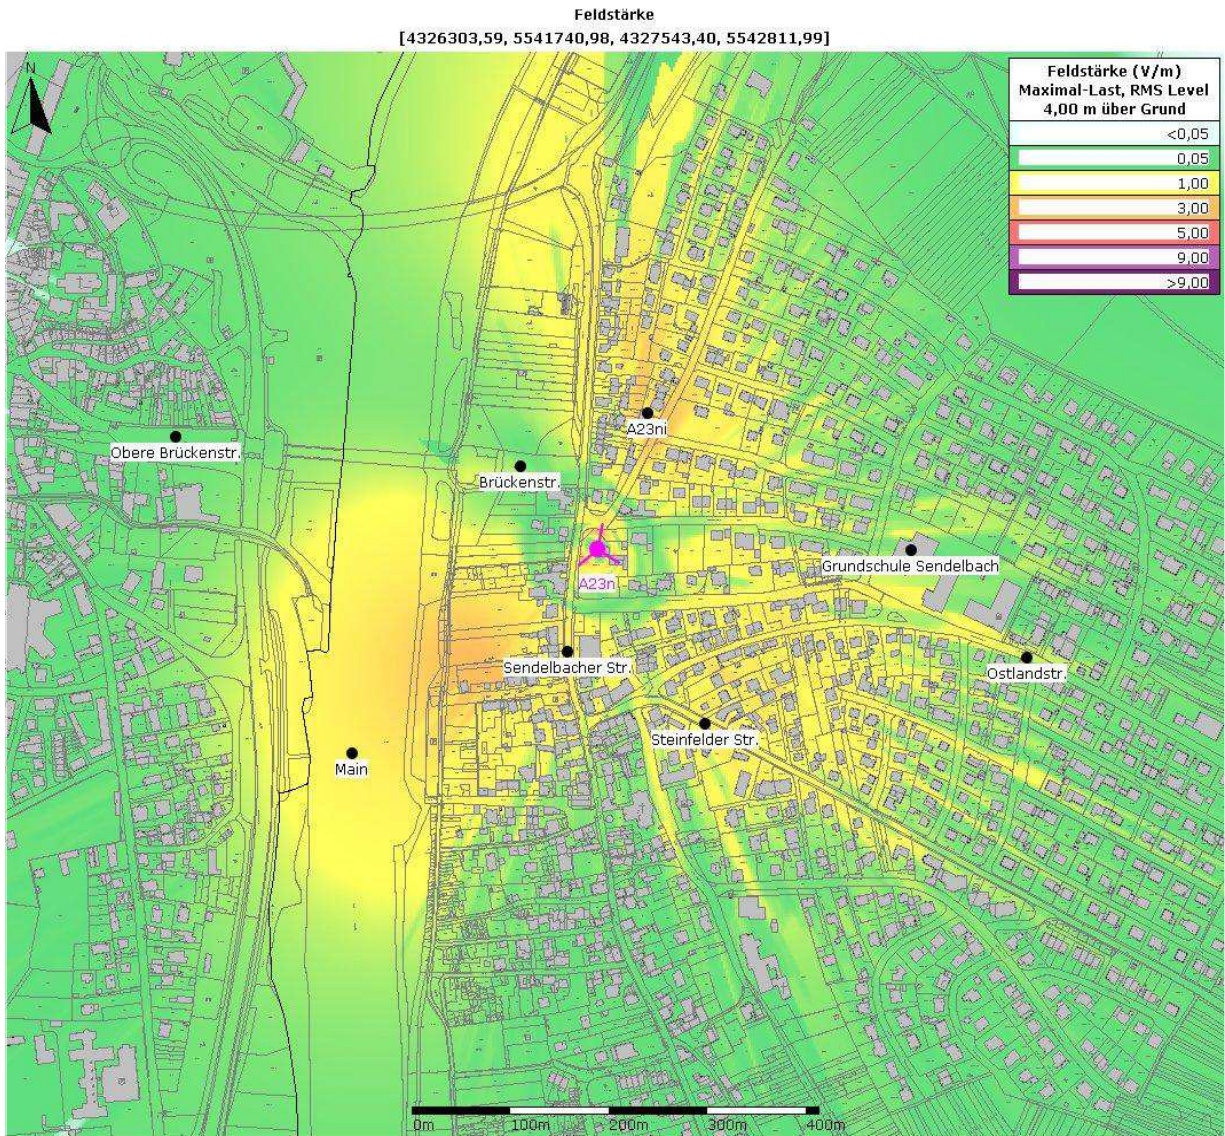 Feldstärke
[4326303,59, 5541740,98, 4327543,40, 5542811,99]
N
Feldstärke (V/m)
Maximal-Last, RMS Level
4,00 m über Grund
<0,05
0,05
1,00
3,00
5,00
9,00
>9,00
A23ni
Obere Brückenstr.
Brückenstr.
Grundschule Sendelbach
A23n
Sendelbacher Str.
Ostlandstr.
Steinfelder Str.
Main
0m 100m 200m 300m 400m